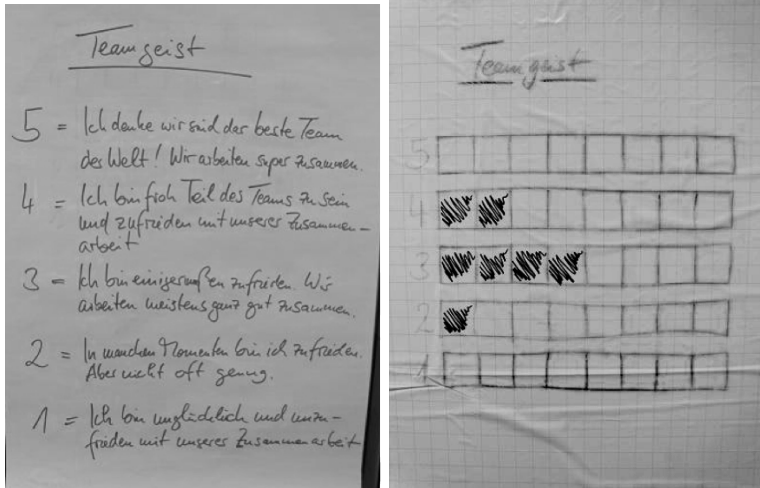 Teamgeist
5 = Ich denke wir sind das beste Team
des Welt! Wir arbeiten super zusammen.
4 = Ich bin froh Teil des Teams zu sein
und zufrieden mit unserer Zusammen-
arbeit
3 = Ich bin einigermaßen zufrieden. Wir
arbeiten meistens ganz gut zusammen.
2 = In manchen Momenten bin ich zufrieden.
Aber nicht oft genug.
1 = Ich bin unglücklich und unzu-
frieden mit unserer Zusammenarbeit
Teamgeist
5
4
3
2
1